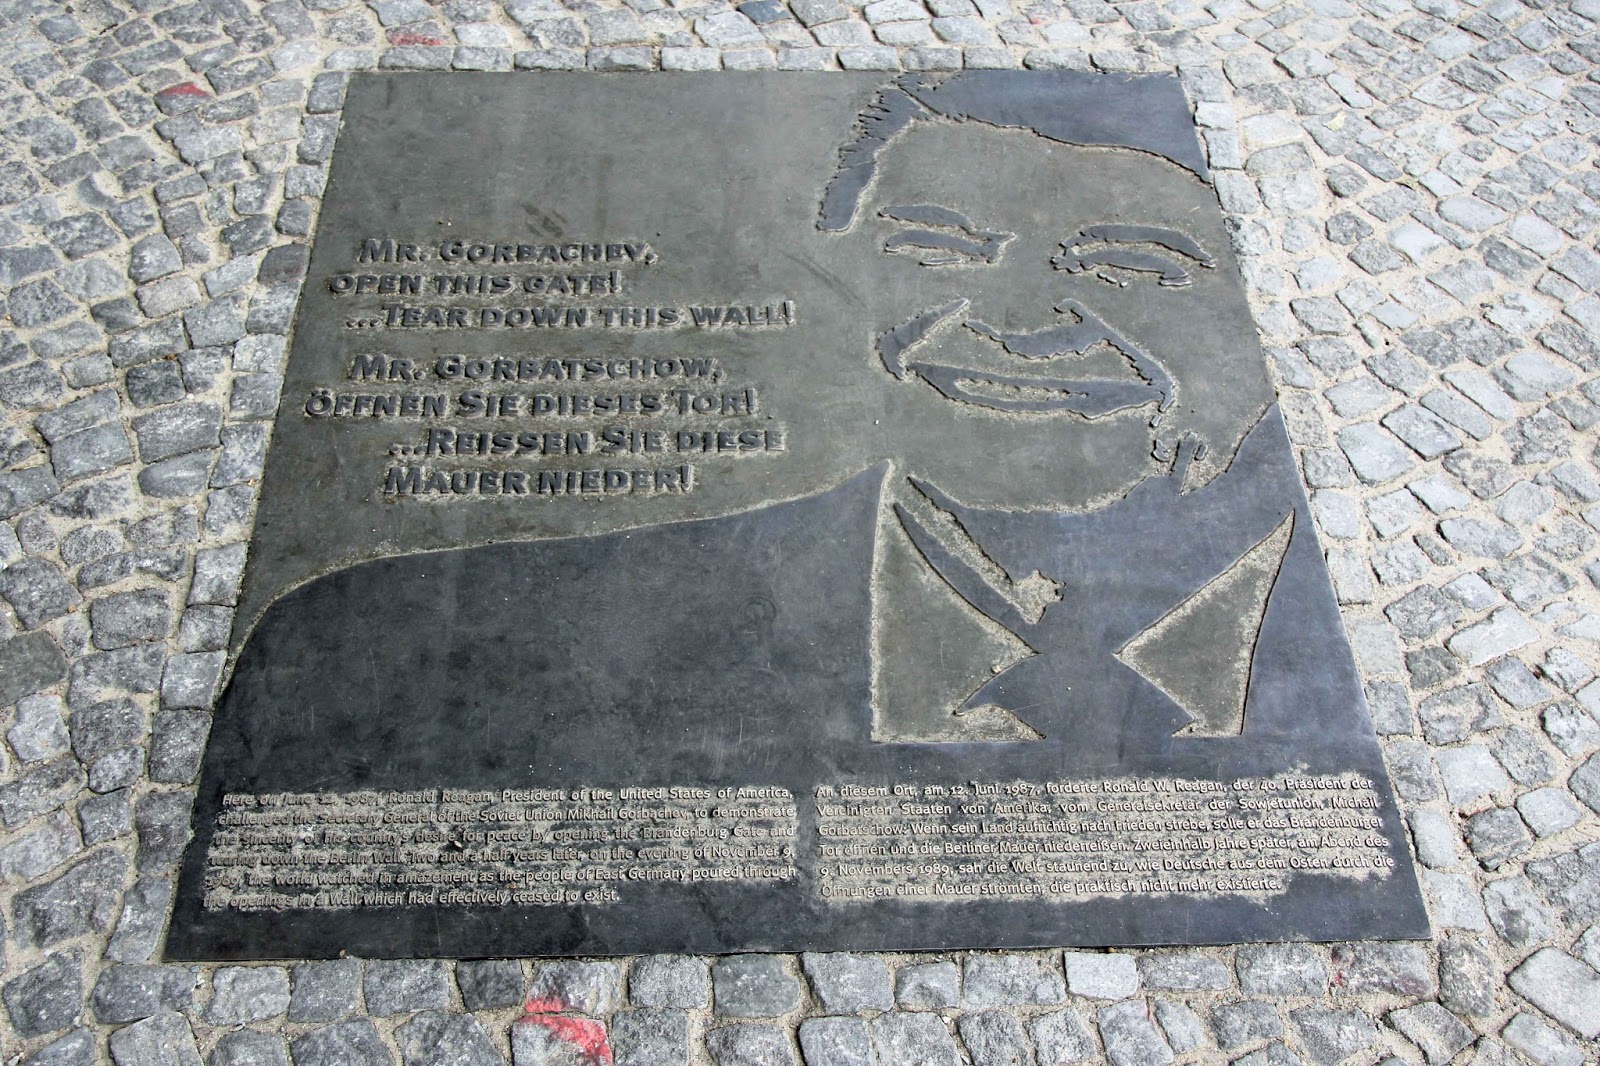 Mr. Gorbachev,
open this gate!
...Tear down this wall!
Mr. Gorbatschow,
öffnen Sie dieses Tor!
...Reissen Sie diese
Mauer nieder!
Here on June 12, 1987, Ronald Reagan, President of the United States of America,
challenged the Secretary General of the Soviet Union Mikhail Gorbachev, to demonstrate
the sincerity of his country's desire for peace by opening the Brandenburg Gate and
tearing down the Berlin Wall. Two and a half years later, on the evening of November 9,
1989, the world watched in amazement as the people of East Germany poured through
the openings in a Wall which had effectively ceased to exist.
An diesem Ort, am 12. Juni 1987, forderte Ronald W. Reagan, der 40. Präsident der
Vereinigten Staaten von Amerika, vom Generalsekretär der Sowjetunion, Michail
Gorbatschow: Wenn sein Land aufrichtig nach Frieden strebe, solle er das Brandenburger
Tor öffnen und die Berliner Mauer niederreißen. Zweieinhalb Jahre später, am Abend des
9. Novembers 1989, sah die Welt staunend zu, wie Deutsche aus dem Osten durch die
Öffnungen einer Mauer strömten, die praktisch nicht mehr existierte.